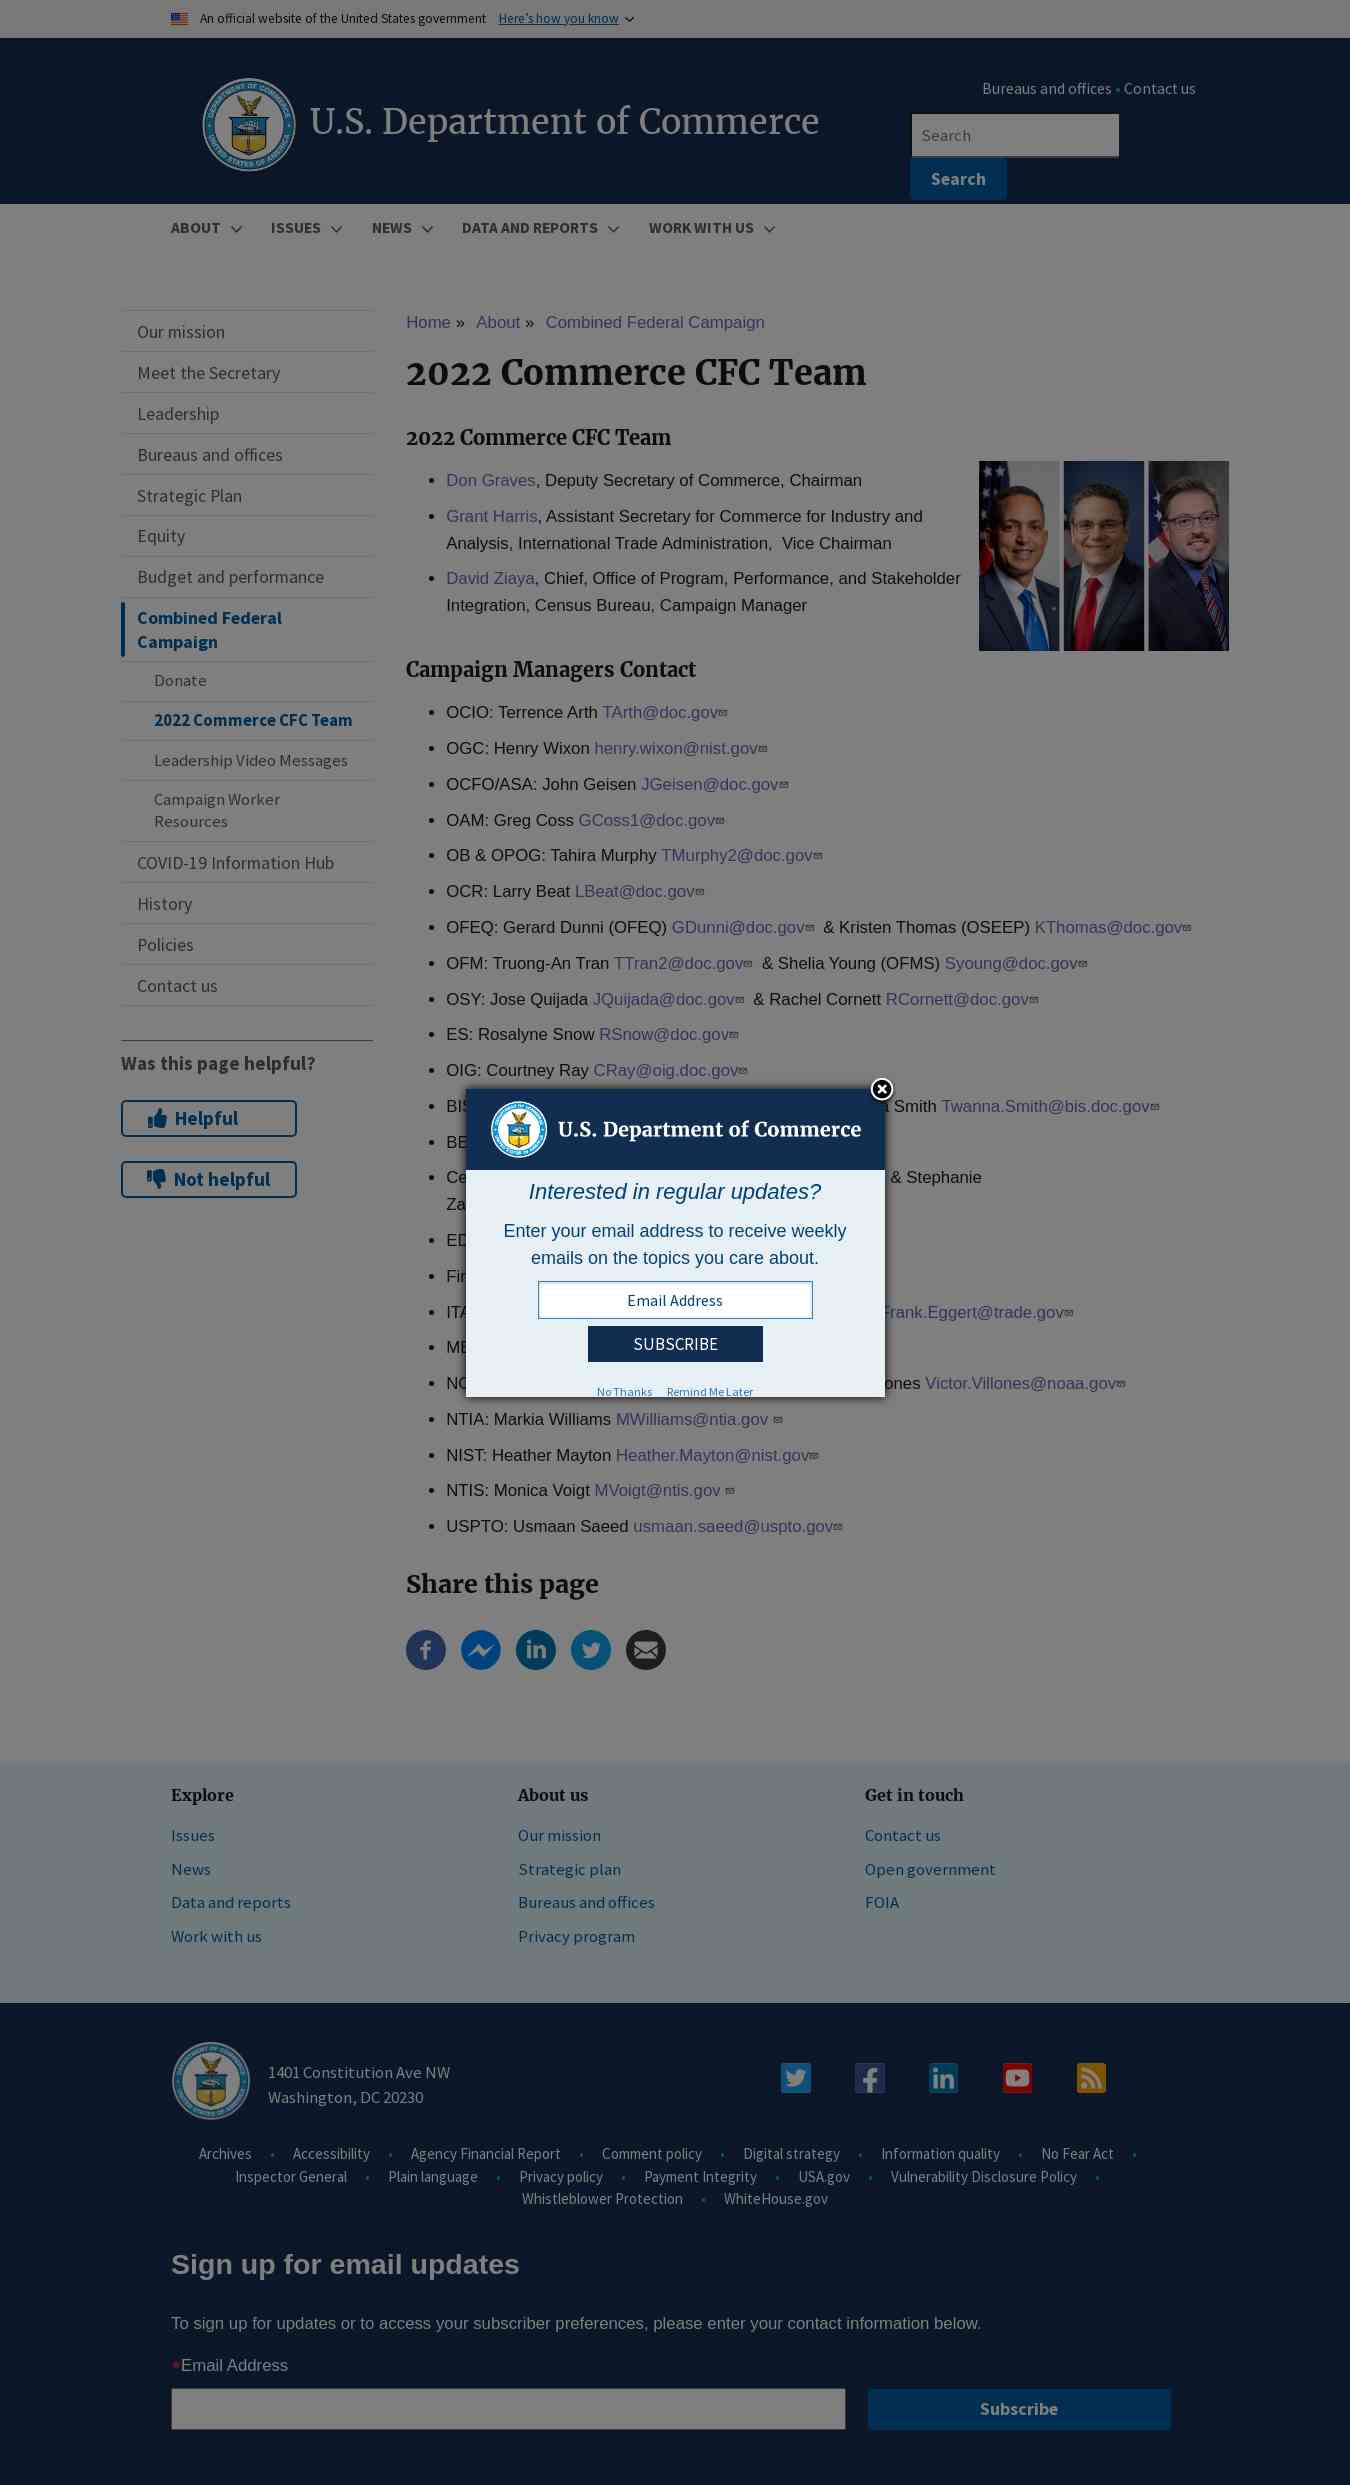 An official website of the United States government Here’s how you know
Bureaus and offices • Contact us
U.S. Department of Commerce
Search
Search
ABOUT ISSUES NEWS DATA AND REPORTS WORK WITH US
Our mission
Meet the Secretary
Leadership
Bureaus and offices
Strategic Plan
Equity
Budget and performance
Combined Federal
Campaign
Donate
2022 Commerce CFC Team
Leadership Video Messages
Campaign Worker
Resources
COVID-19 Information Hub
History
Policies
Contact us
Was this page helpful?
Helpful
Not helpful
Home » About » Combined Federal Campaign
2022 Commerce CFC Team
2022 Commerce CFC Team
• Don Graves, Deputy Secretary of Commerce, Chairman
• Grant Harris, Assistant Secretary for Commerce for Industry and
Analysis, International Trade Administration, Vice Chairman
• David Ziaya, Chief, Office of Program, Performance, and Stakeholder
Integration, Census Bureau, Campaign Manager
Campaign Managers Contact
• OCIO: Terrence Arth TArth@doc.gov
• OGC: Henry Wixon henry.wixon@nist.gov
• OCFO/ASA: John Geisen JGeisen@doc.gov
• OAM: Greg Coss GCoss1@doc.gov
• OB & OPOG: Tahira Murphy TMurphy2@doc.gov
• OCR: Larry Beat LBeat@doc.gov
• OFEQ: Gerard Dunni (OFEQ) GDunni@doc.gov & Kristen Thomas (OSEEP) KThomas@doc.gov
• OFM: Truong-An Tran TTran2@doc.gov & Shelia Young (OFMS) Syoung@doc.gov
• OSY: Jose Quijada JQuijada@doc.gov & Rachel Cornett RCornett@doc.gov
• ES: Rosalyne Snow RSnow@doc.gov
• OIG: Courtney Ray CRay@oig.doc.gov
Smith Twanna.Smith@bis.doc.gov
& Stephanie
Frank.Eggert@trade.gov
Victor.Villones@noaa.gov
U.S. Department of Commerce
Interested in regular updates?
Enter your email address to receive weekly
emails on the topics you care about.
Email Address
SUBSCRIBE
No Thanks Remind Me Later
• NTIA: Markia Williams MWilliams@ntia.gov
• NIST: Heather Mayton Heather.Mayton@nist.gov
• NTIS: Monica Voigt MVoigt@ntis.gov
• USPTO: Usmaan Saeed usmaan.saeed@uspto.gov
Share this page
Explore
Issues
News
Data and reports
Work with us
About us
Our mission
Strategic plan
Bureaus and offices
Privacy program
Get in touch
Contact us
Open government
FOIA
1401 Constitution Ave NW
Washington, DC 20230
Archives • Accessibility • Agency Financial Report • Comment policy • Digital strategy • Information quality • No Fear Act •
Inspector General • Plain language • Privacy policy • Payment Integrity • USA.gov • Vulnerability Disclosure Policy •
Whistleblower Protection • WhiteHouse.gov
Sign up for email updates
To sign up for updates or to access your subscriber preferences, please enter your contact information below.
*Email Address
Subscribe